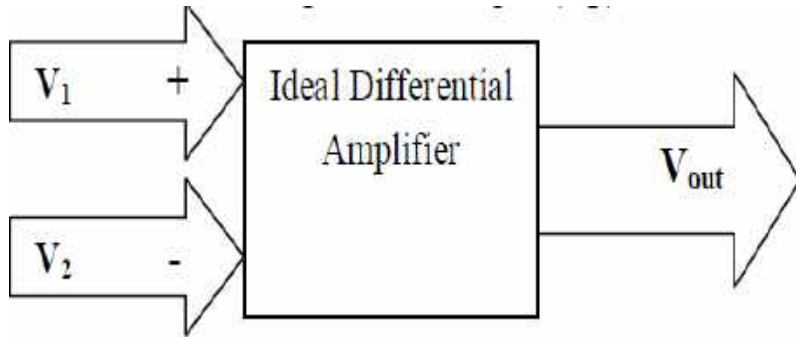 V₁ +
Ideal Differential
Amplifier
V₂ -
Vout